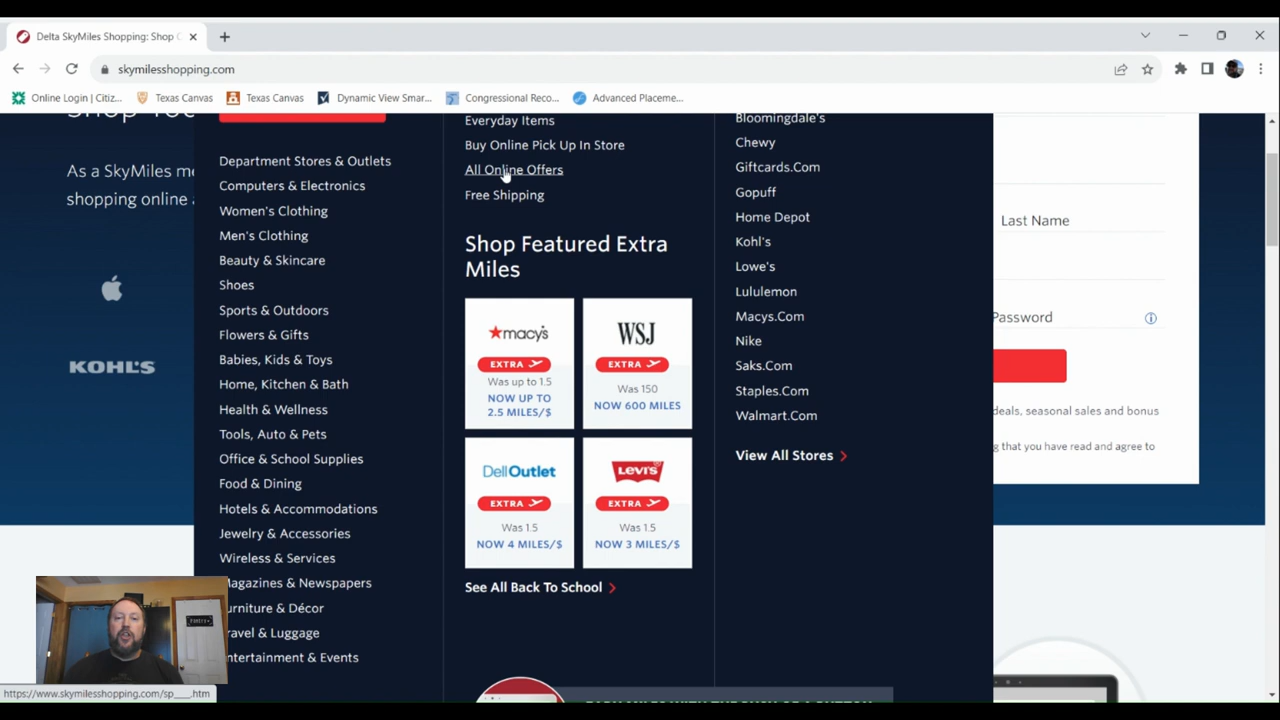 Delta SkyMiles Shopping: Shop
skymilesshopping.com
Online Login | Citiz...
Texas Canvas
Texas Canvas
Dynamic View Smar...
Congressional Reco...
Advanced Placeme...
As a SkyMiles me
shopping online
KOHL'S
Department Stores & Outlets
Computers & Electronics
Women's Clothing
Men's Clothing
Beauty & Skincare
Shoes
Sports & Outdoors
Flowers & Gifts
Babies, Kids & Toys
Home, Kitchen & Bath
Health & Wellness
Tools, Auto & Pets
Office & School Supplies
Food & Dining
Hotels & Accommodations
Jewelry & Accessories
Wireless & Services
agazines & Newspapers
urniture & Décor
ravel & Luggage
ntertainment & Events
Everyday Items
Buy Online Pick Up In Store
All Online Offers
Free Shipping
Shop Featured Extra
Miles
macy's
EXTRA
Was up to 1.5
NOW UP TO
2.5 MILES/$
WSJ
EXTRA
Was 150
NOW 600 MILES
DellOutlet
EXTRA
Was 1.5
NOW 4 MILES/$
LEVI'S
EXTRA
Was 1.5
NOW 3 MILES/$
See All Back To School
Bloomingdale's
Chewy
Giftcards.Com
Gopuff
Home Depot
Kohl's
Lowe's
Lululemon
Macys.Com
Nike
Saks.Com
Staples.Com
Walmart.Com
View All Stores
Last Name
Password
deals, seasonal sales and bonus
g that you have read and agree to
FAMILY
https://www.skymilesshopping.com/sp___.htm